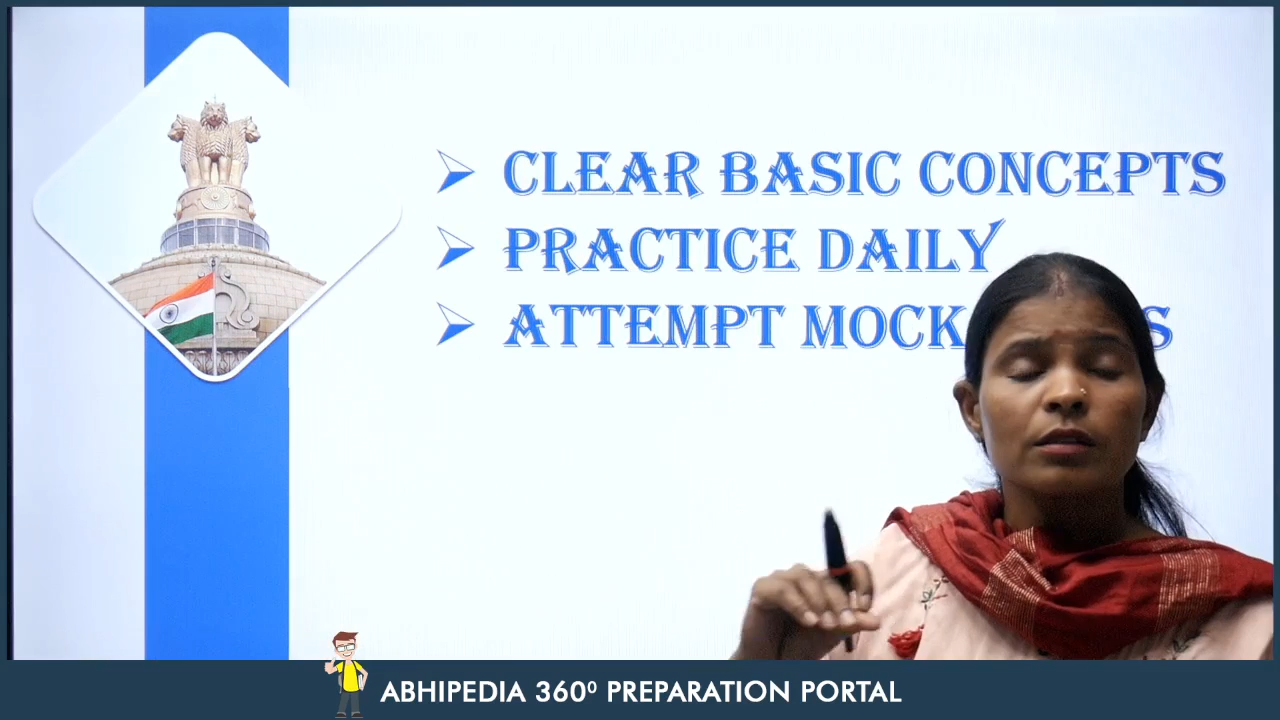 CLEAR BASIC CONCEPTS
PRACTICE DAILY
ATTEMPT MOCK
ABHIPEDIA 360⁰ PREPARATION PORTAL